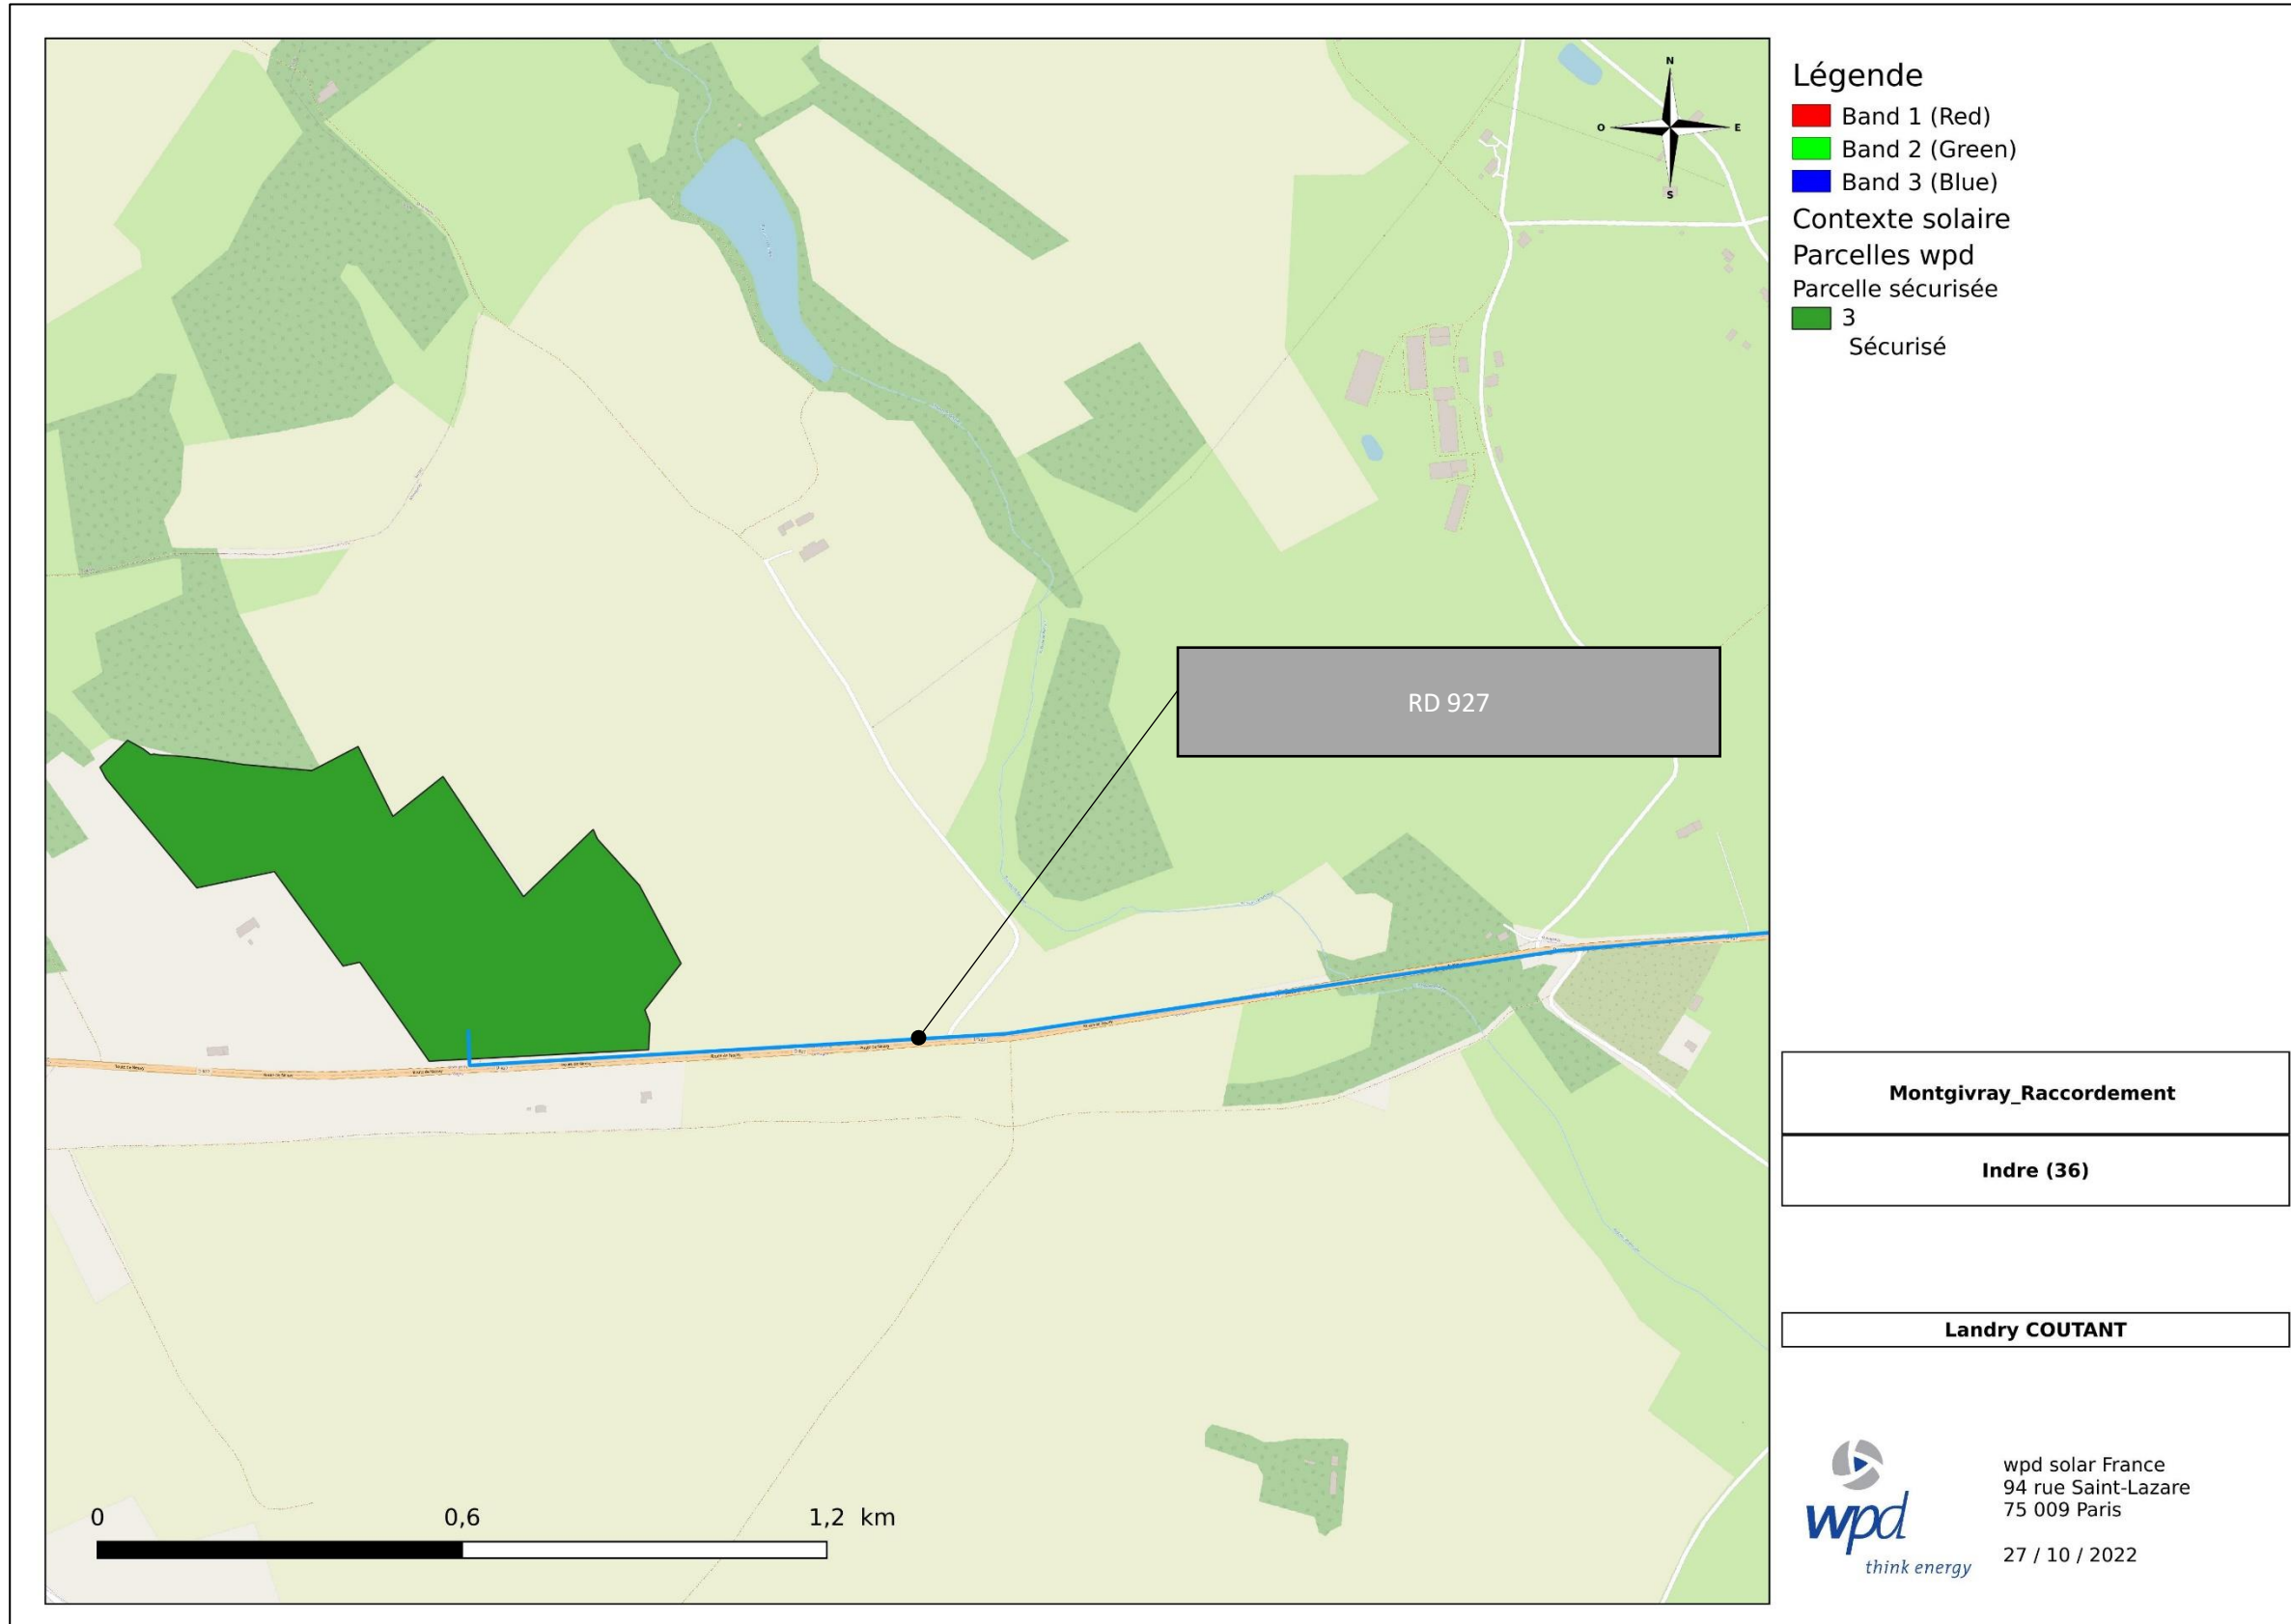 N
O
E
S
RD 927
0
0,6
1,2 km
Légende
Band 1 (Red)
Band 2 (Green)
Band 3 (Blue)
Contexte solaire
Parcelles wpd
Parcelle sécurisée
3
Sécurisé
Montgivray_Raccordement
Indre (36)
Landry COUTANT
wpd
think energy
wpd solar France
94 rue Saint-Lazare
75 009 Paris
27 / 10 / 2022